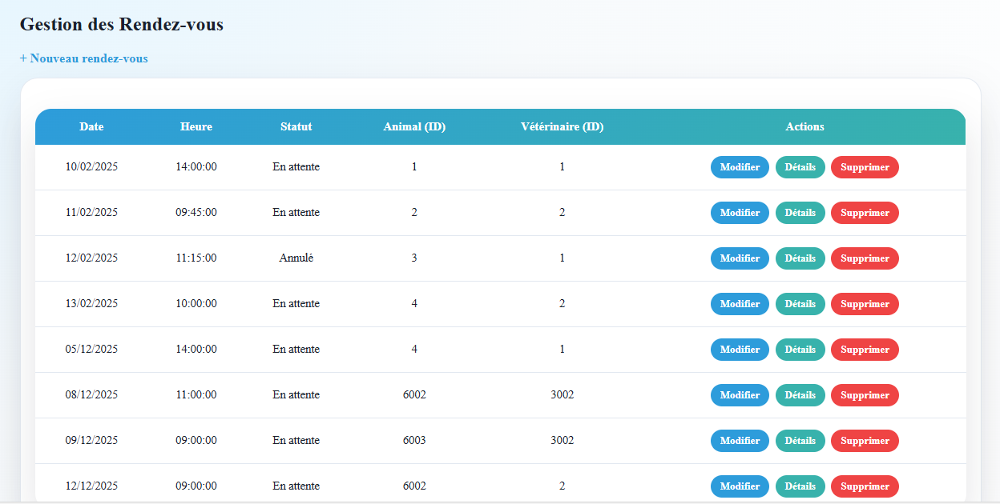 Gestion des Rendez-vous
+ Nouveau rendez-vous
Date Heure Statut Animal (ID) Vétérinaire (ID) Actions
10/02/2025 14:00:00 En attente 1 1 Modifier Détails Supprimer
11/02/2025 09:45:00 En attente 2 2 Modifier Détails Supprimer
12/02/2025 11:15:00 Annulé 3 1 Modifier Détails Supprimer
13/02/2025 10:00:00 En attente 4 2 Modifier Détails Supprimer
05/12/2025 14:00:00 En attente 4 1 Modifier Détails Supprimer
08/12/2025 11:00:00 En attente 6002 3002 Modifier Détails Supprimer
09/12/2025 09:00:00 En attente 6003 3002 Modifier Détails Supprimer
12/12/2025 09:00:00 En attente 6002 2 Modifier Détails Supprimer